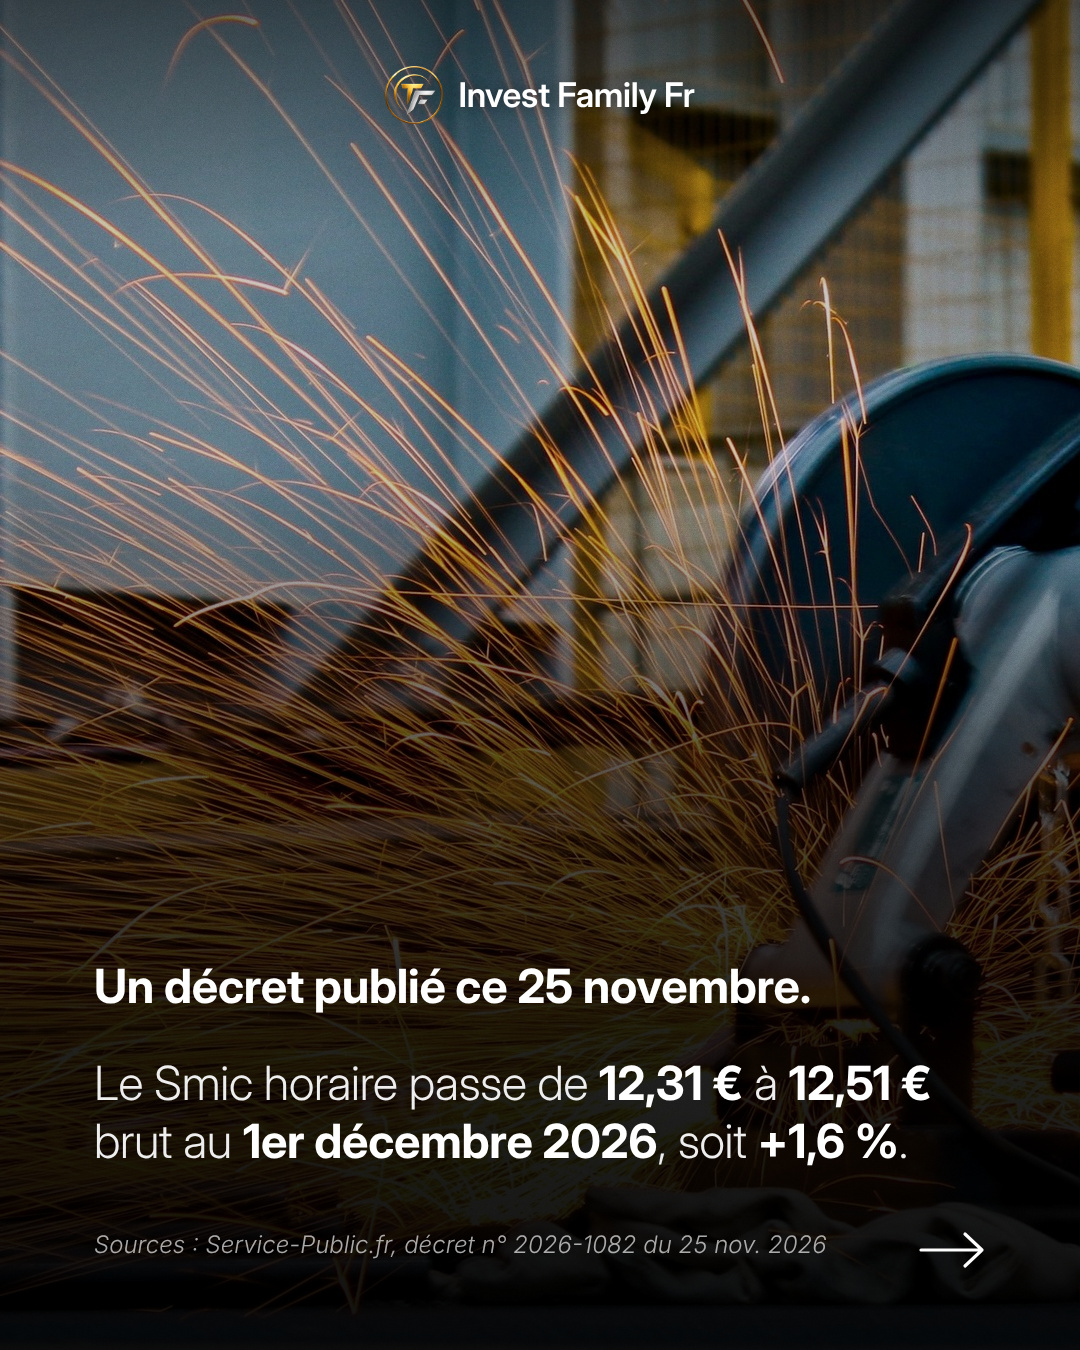 Invest Family Fr
Un décret publié ce 25 novembre.
Le Smic horaire passe de 12,31 € à 12,51 €
brut au 1er décembre 2026, soit +1,6 %.
Sources : Service-Public.fr, décret n° 2026-1082 du 25 nov. 2026